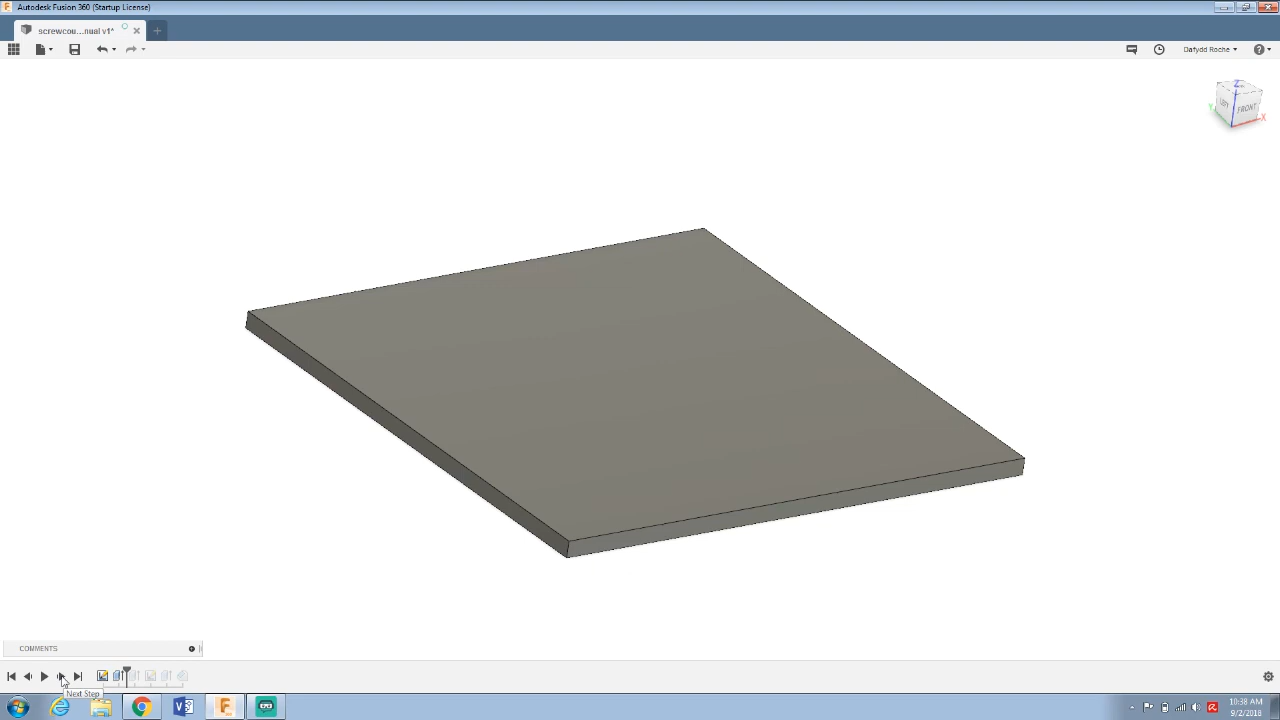 Autodesk Fusion 360 (Startup License)
screwcou...nual v1*
Dafydd Roche
Z
FRONT
Y
X
COMMENTS
Next Step
10:38 AM
9/2/2018